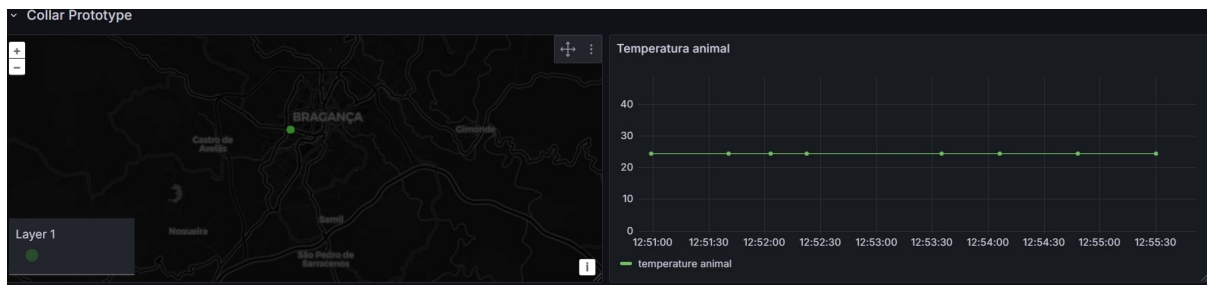 Collar Prototype
+
−
BRAGANÇA
Castro de
Avelãs
Gimonde
Samil
Nogueira
São Pedro de
Sarracenos
Layer 1
i
Temperatura animal
40
30
20
10
0
12:51:00 12:51:30 12:52:00 12:52:30 12:53:00 12:53:30 12:54:00 12:54:30 12:55:00 12:55:30
temperature animal